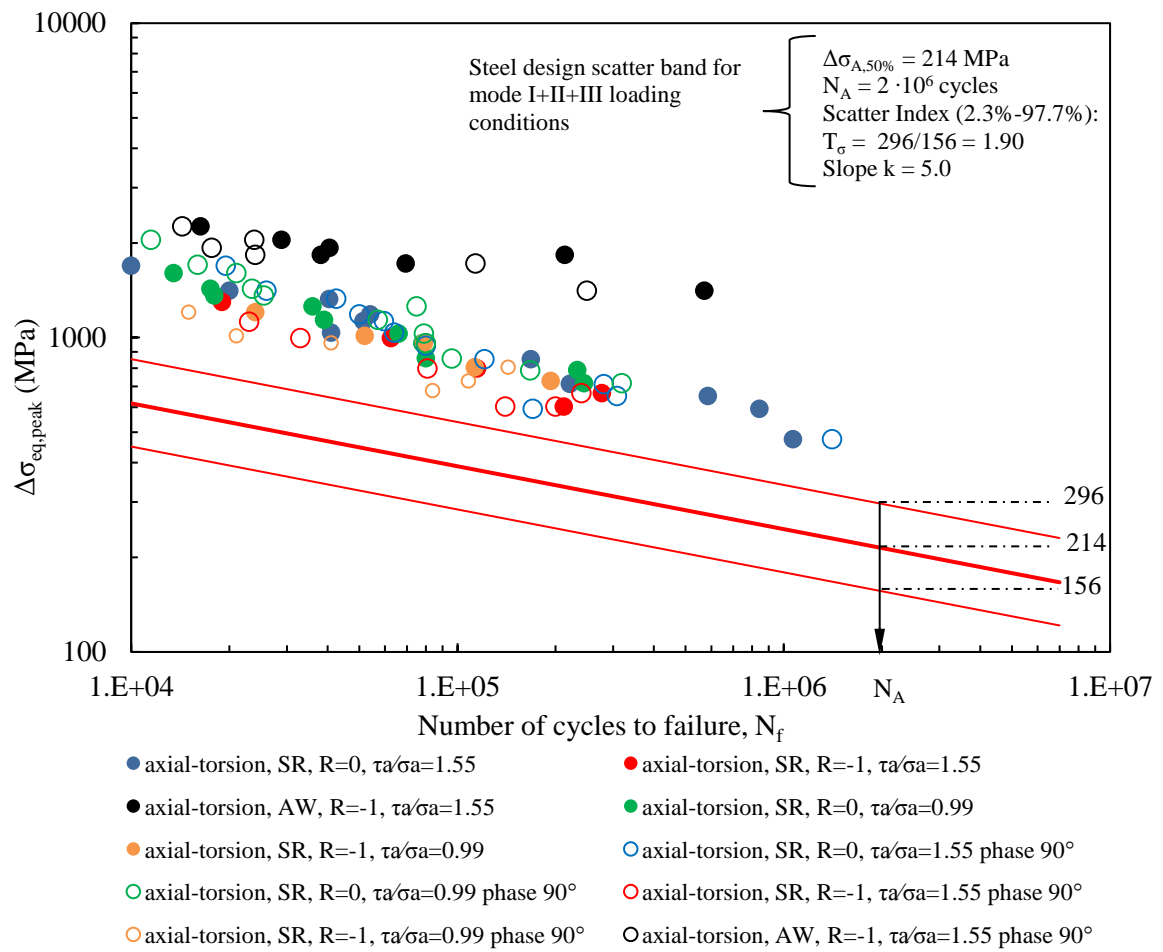 10000
1000
100
Δσeq,peak (MPa)
Steel design scatter band for
mode I+II+III loading
conditions
ΔσA,50% = 214 MPa
NA = 2 ·10⁶ cycles
Scatter Index (2.3%-97.7%):
Tσ = 296/156 = 1.90
Slope k = 5.0
296
214
156
1.E+04
1.E+05
1.E+06
NA
1.E+07
Number of cycles to failure, Nf
axial-torsion, SR, R=0, τa/σa=1.55
axial-torsion, SR, R=-1, τa/σa=1.55
axial-torsion, AW, R=-1, τa/σa=1.55
axial-torsion, SR, R=0, τa/σa=0.99
axial-torsion, SR, R=-1, τa/σa=0.99
axial-torsion, SR, R=0, τa/σa=1.55 phase 90°
axial-torsion, SR, R=0, τa/σa=0.99 phase 90°
axial-torsion, SR, R=-1, τa/σa=1.55 phase 90°
axial-torsion, SR, R=-1, τa/σa=0.99 phase 90°
axial-torsion, AW, R=-1, τa/σa=1.55 phase 90°